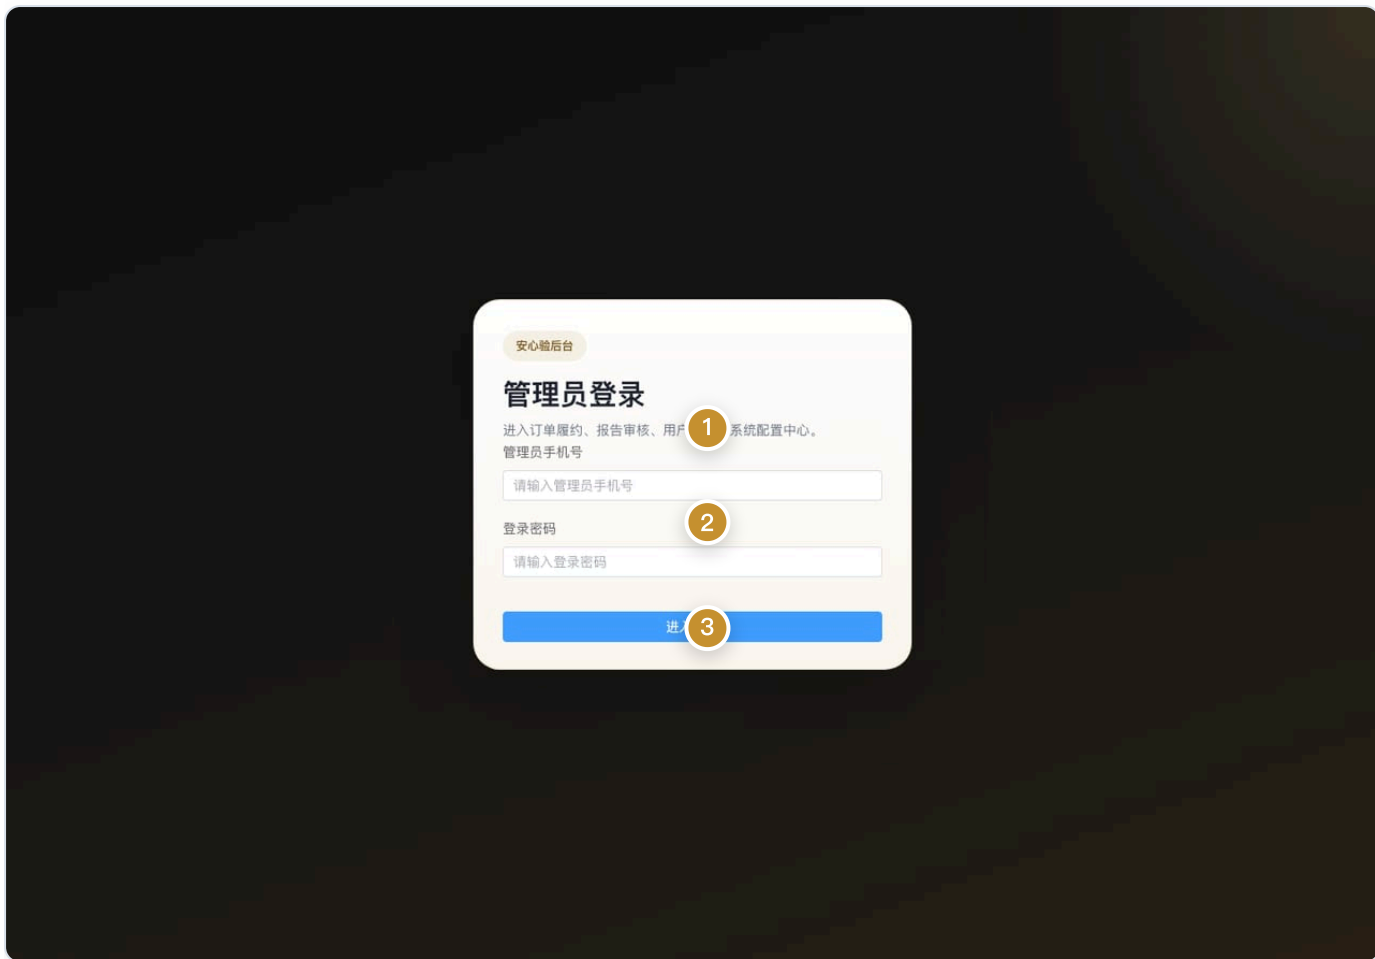 安心验后台
管理员登录
进入订单履约、报告审核、用户 1 系统配置中心。
管理员手机号
请输入管理员手机号
2
登录密码
请输入登录密码
进 3